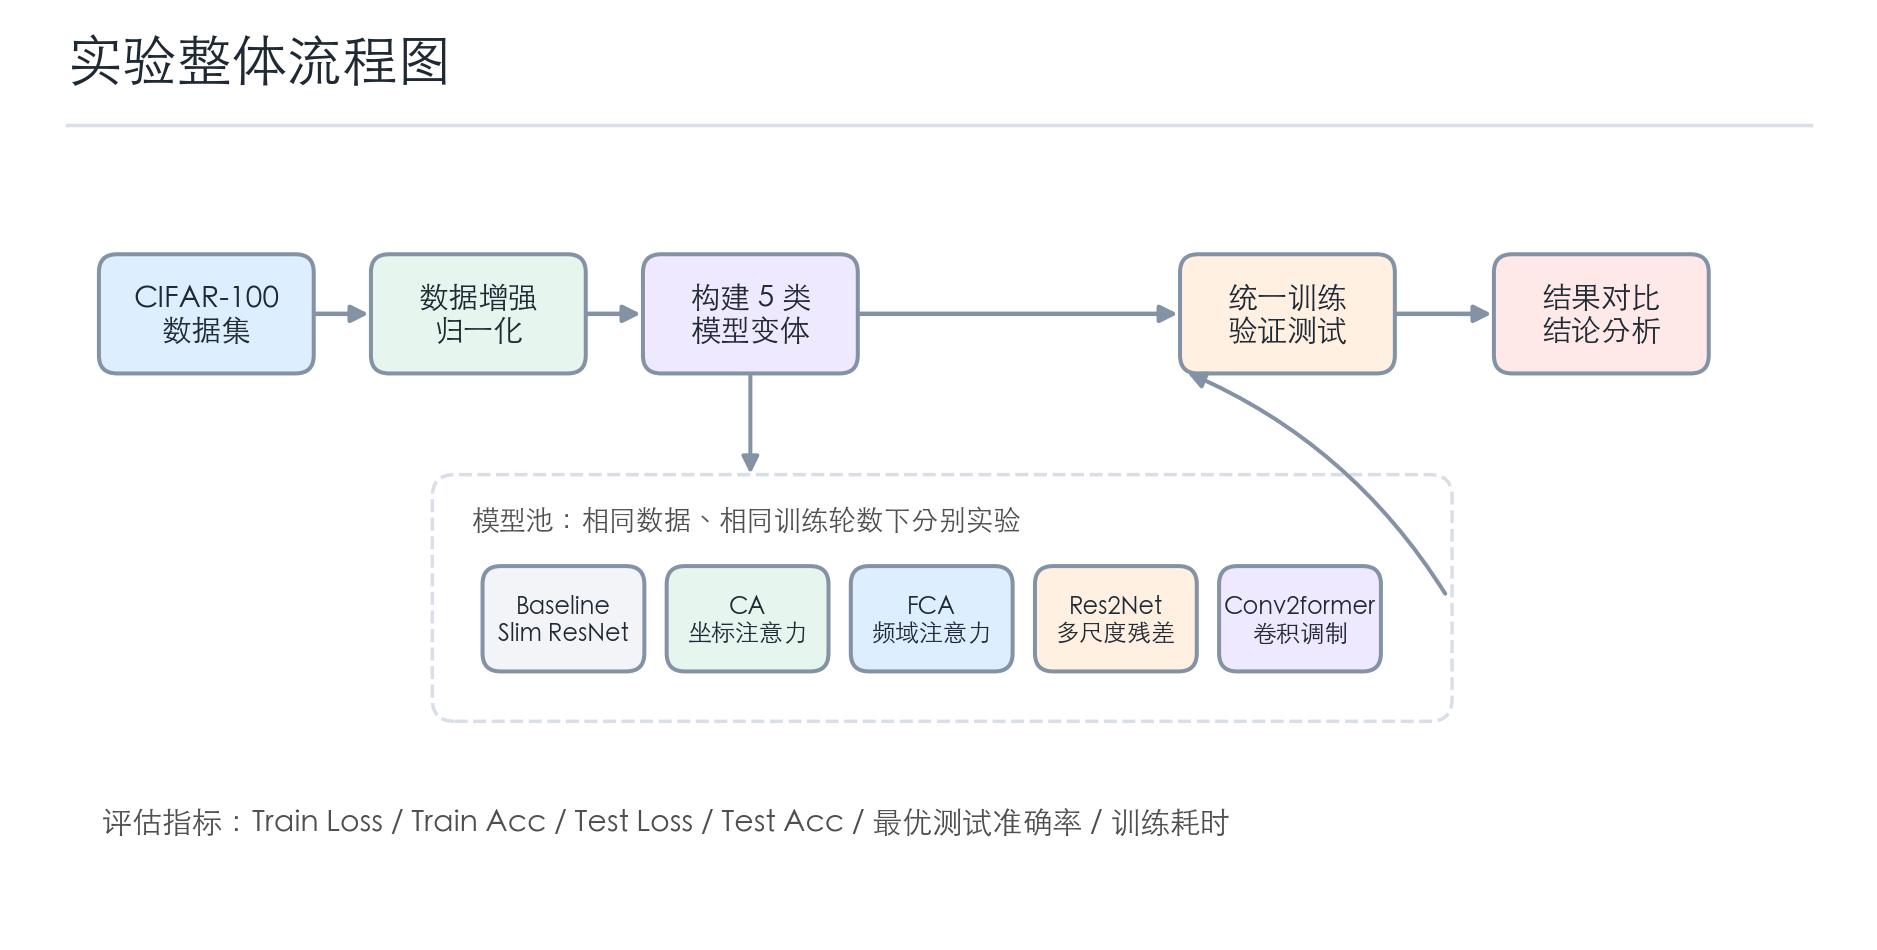 实验整体流程图
CIFAR-100
数据集
数据增强
归一化
构建 5 类
模型变体
统一训练
验证测试
结果对比
结论分析
模型池：相同数据、相同训练轮数下分别实验
Baseline
Slim ResNet
CA
坐标注意力
FCA
频域注意力
Res2Net
多尺度残差
Conv2former
卷积调制
评估指标：Train Loss / Train Acc / Test Loss / Test Acc / 最优测试准确率 / 训练耗时